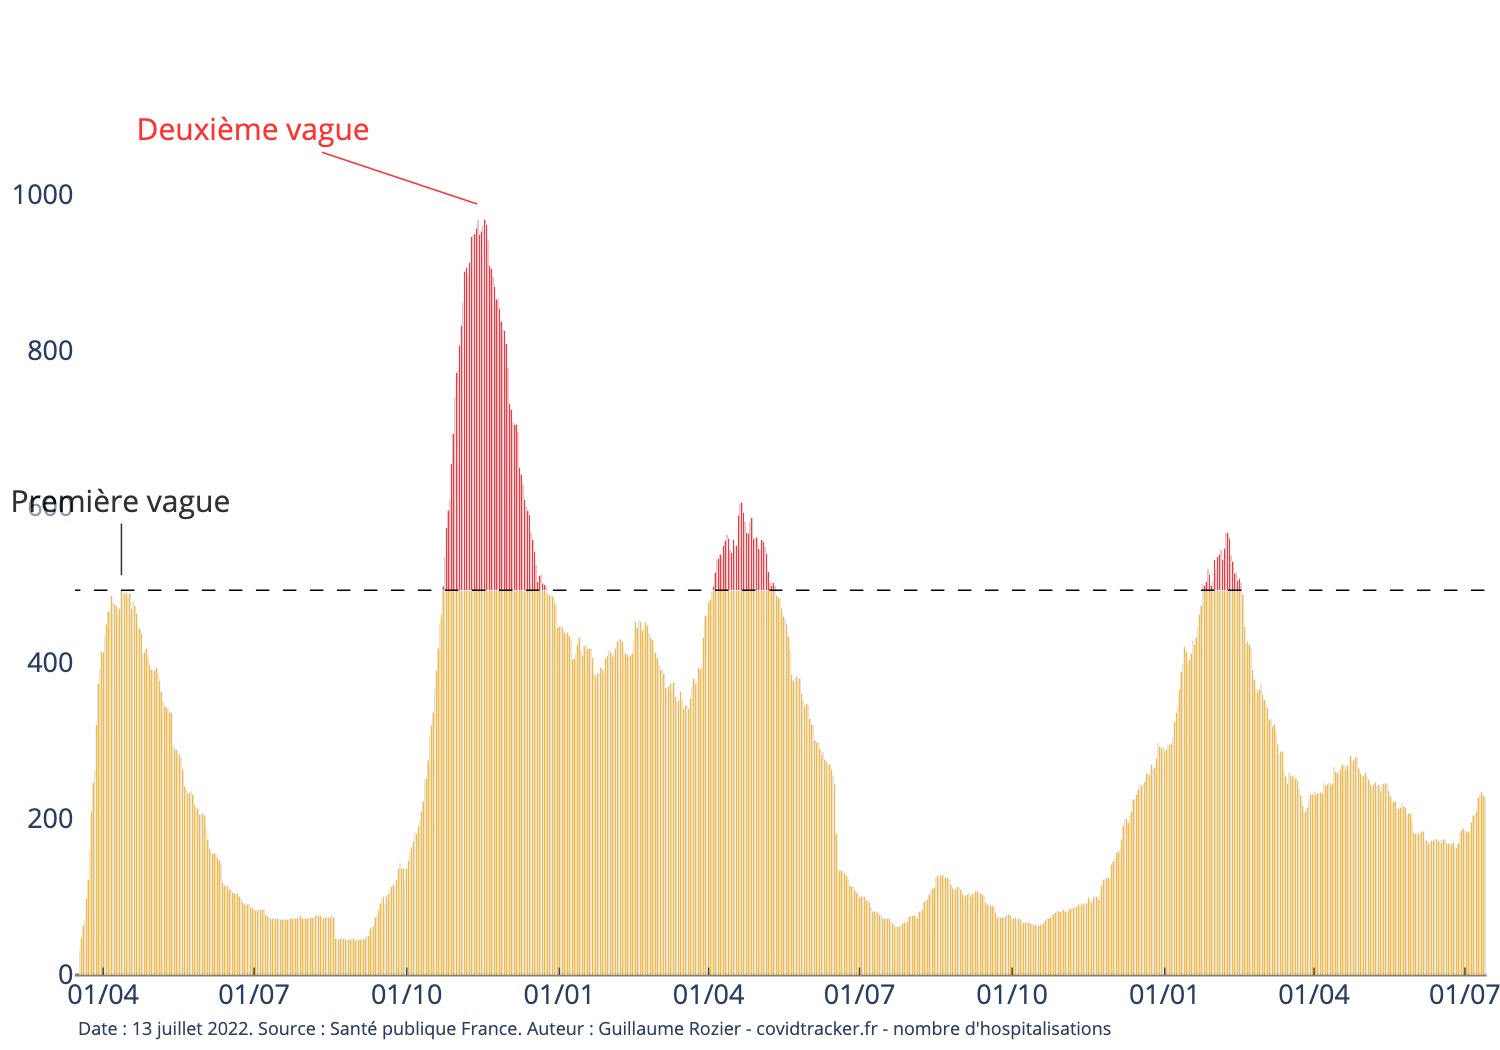 Deuxième vague
1000
800
Première vague
600
400
200
0
01/04 01/07 01/10 01/01 01/04 01/07 01/10 01/01 01/04 01/07
Date : 13 juillet 2022. Source : Santé publique France. Auteur : Guillaume Rozier - covidtracker.fr - nombre d'hospitalisations